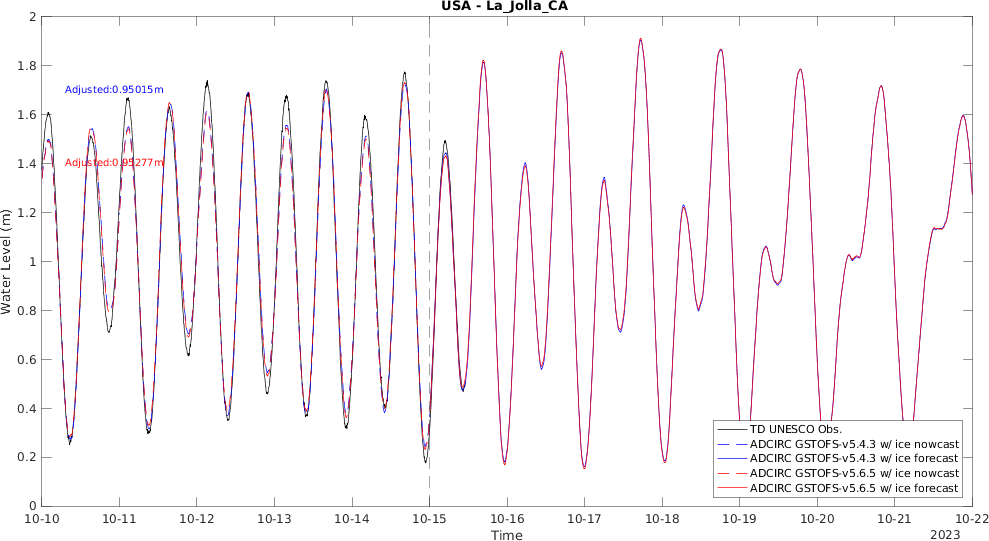 USA - La_Jolla_CA
2
1.8
1.6
1.4
1.2
1
0.8
0.6
0.4
0.2
0
Water Level (m)
Adjusted:0.95015m
Adjusted:0.95277m
TD UNESCO Obs.
ADCIRC GSTOFS-v5.4.3 w/ ice nowcast
ADCIRC GSTOFS-v5.4.3 w/ ice forecast
ADCIRC GSTOFS-v5.6.5 w/ ice nowcast
ADCIRC GSTOFS-v5.6.5 w/ ice forecast
10-10 10-11 10-12 10-13 10-14 10-15 10-16 10-17 10-18 10-19 10-20 10-21 10-22
Time
2023